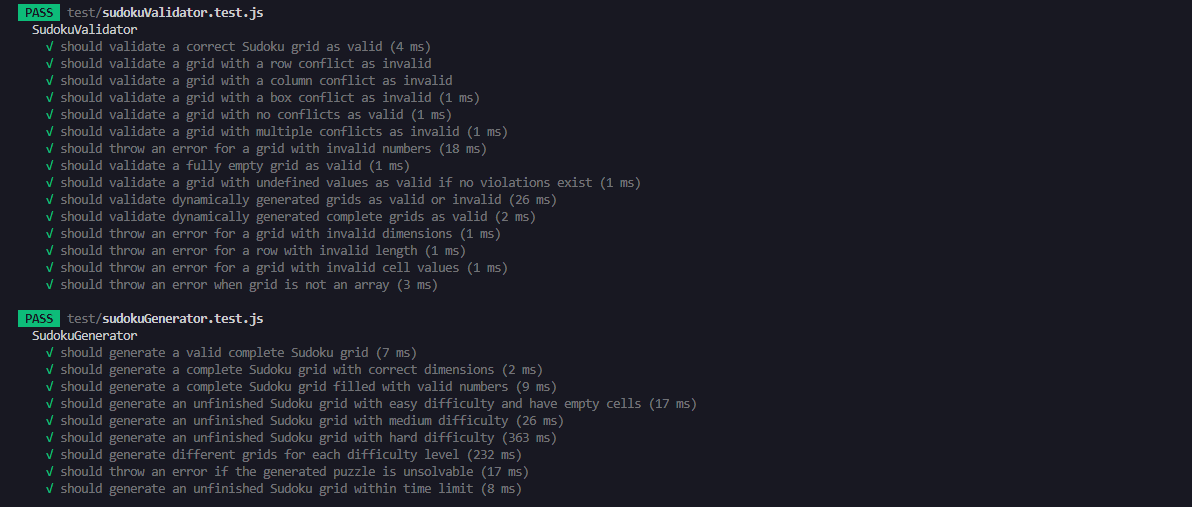 PASS test/sudokuValidator.test.js
SudokuValidator
√ should validate a correct Sudoku grid as valid (4 ms)
√ should validate a grid with a row conflict as invalid
√ should validate a grid with a column conflict as invalid
√ should validate a grid with a box conflict as invalid (1 ms)
√ should validate a grid with no conflicts as valid (1 ms)
√ should validate a grid with multiple conflicts as invalid (1 ms)
√ should throw an error for a grid with invalid numbers (18 ms)
√ should validate a fully empty grid as valid (1 ms)
√ should validate a grid with undefined values as valid if no violations exist (1 ms)
√ should validate dynamically generated grids as valid or invalid (26 ms)
√ should validate dynamically generated complete grids as valid (2 ms)
√ should throw an error for a grid with invalid dimensions (1 ms)
√ should throw an error for a row with invalid length (1 ms)
√ should throw an error for a grid with invalid cell values (1 ms)
√ should throw an error when grid is not an array (3 ms)
PASS test/sudokuGenerator.test.js
SudokuGenerator
√ should generate a valid complete Sudoku grid (7 ms)
√ should generate a complete Sudoku grid with correct dimensions (2 ms)
√ should generate a complete Sudoku grid filled with valid numbers (9 ms)
√ should generate an unfinished Sudoku grid with easy difficulty and have empty cells (17 ms)
√ should generate an unfinished Sudoku grid with medium difficulty (26 ms)
√ should generate an unfinished Sudoku grid with hard difficulty (363 ms)
√ should generate different grids for each difficulty level (232 ms)
√ should throw an error if the generated puzzle is unsolvable (17 ms)
√ should generate an unfinished Sudoku grid within time limit (8 ms)